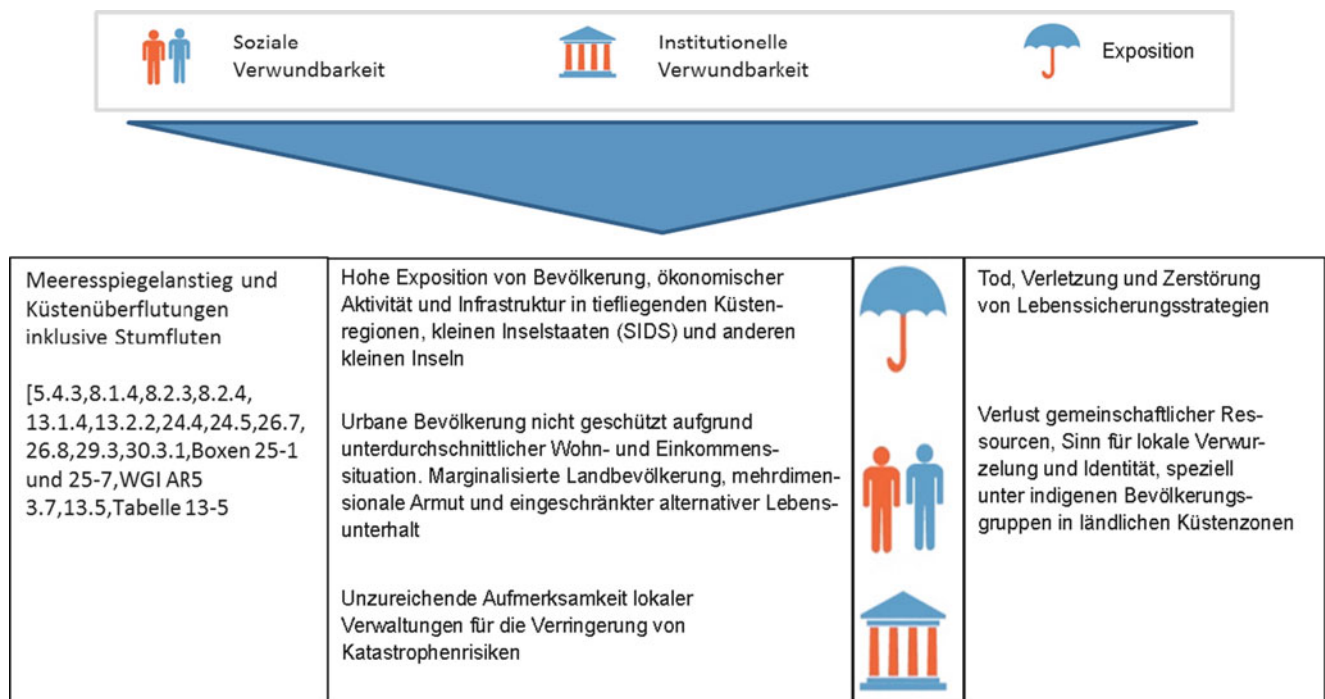 Soziale
Verwundbarkeit
Institutionelle
Verwundbarkeit
Exposition
Meeresspiegelanstieg und
Küstenüberflutungen
inklusive Stumfluten
[5.4.3,8.1.4,8.2.3,8.2.4,
13.1.4,13.2.2,24.4,24.5,26.7,
26.8,29.3,30.3.1,Boxen 25-1
und 25-7,WGI AR5
3.7,13.5,Tabelle 13-5
Hohe Exposition von Bevölkerung, ökonomischer
Aktivität und Infrastruktur in tiefliegenden Küsten-
regionen, kleinen Inselstaaten (SIDS) und anderen
kleinen Inseln
Urbane Bevölkerung nicht geschützt aufgrund
unterdurchschnittlicher Wohn- und Einkommens-
situation. Marginalisierte Landbevölkerung, mehrdimen-
sionale Armut und eingeschränkter alternativer Lebens-
unterhalt
Unzureichende Aufmerksamkeit lokaler
Verwaltungen für die Verringerung von
Katastrophenrisiken
Tod, Verletzung und Zerstörung
von Lebenssicherungsstrategien
Verlust gemeinschaftlicher Res-
sourcen, Sinn für lokale Verwur-
zelung und Identität, speziell
unter indigenen Bevölkerungs-
gruppen in ländlichen Küstenzonen